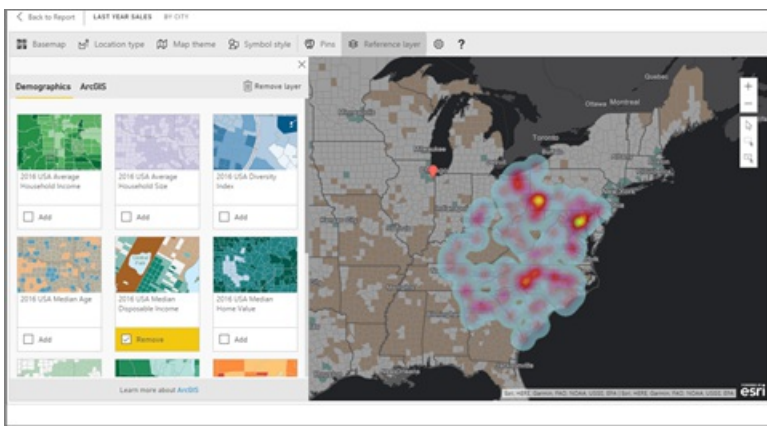 Back to Report LAST YEAR SALES BY CITY
Basemap Location type Map theme Symbol style Pins Reference layer ?
Demographics ArcGIS Remove layer
2016 USA Average Household Income
2016 USA Average Household Size
2016 USA Diversity Index
Add Add Add
2016 USA Median Age
2016 USA Median Disposable Income
2016 USA Median Home Value
Add Remove Add
Learn more about ArcGIS
Quebec
Ottawa Montreal
Toronto
Milwaukee
esri